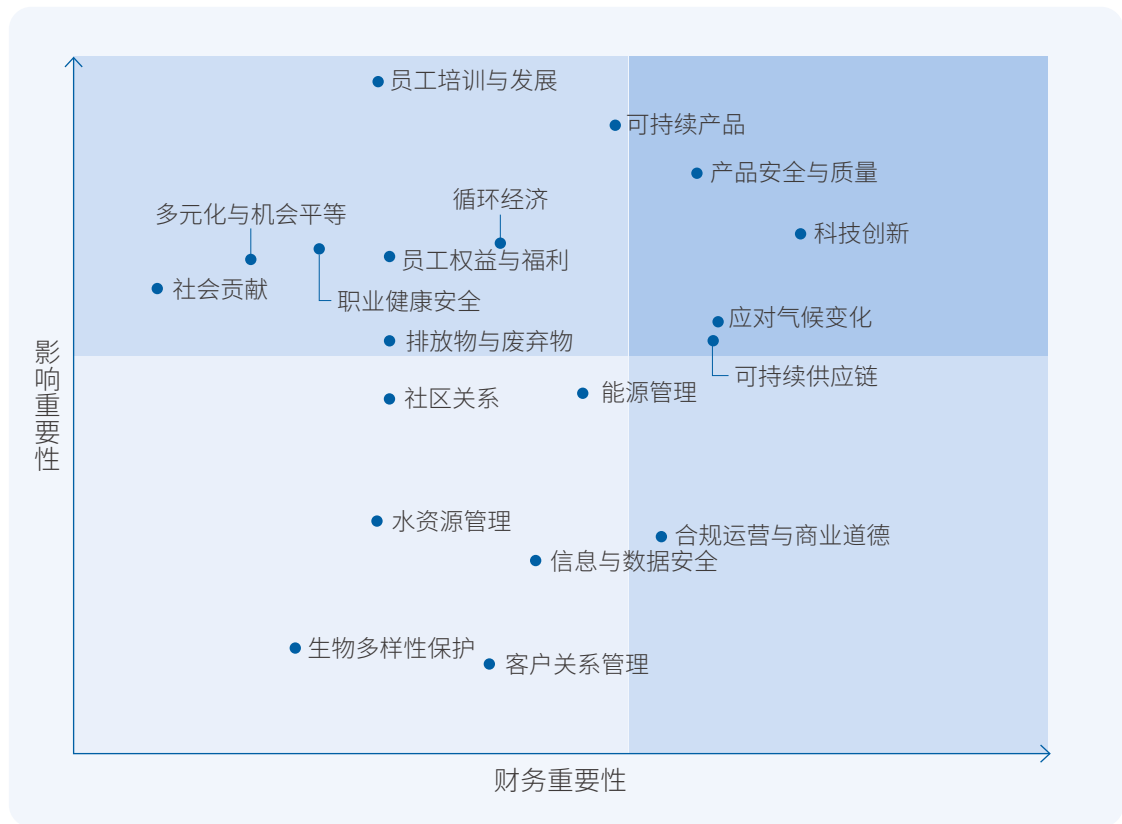 员工培训与发展
可持续产品
产品安全与质量
循环经济
多元化与机会平等
科技创新
员工权益与福利
社会贡献
职业健康安全
应对气候变化
排放物与废弃物
可持续供应链
能源管理
社区关系
影响重要性
水资源管理
合规运营与商业道德
信息与数据安全
生物多样性保护
客户关系管理
财务重要性